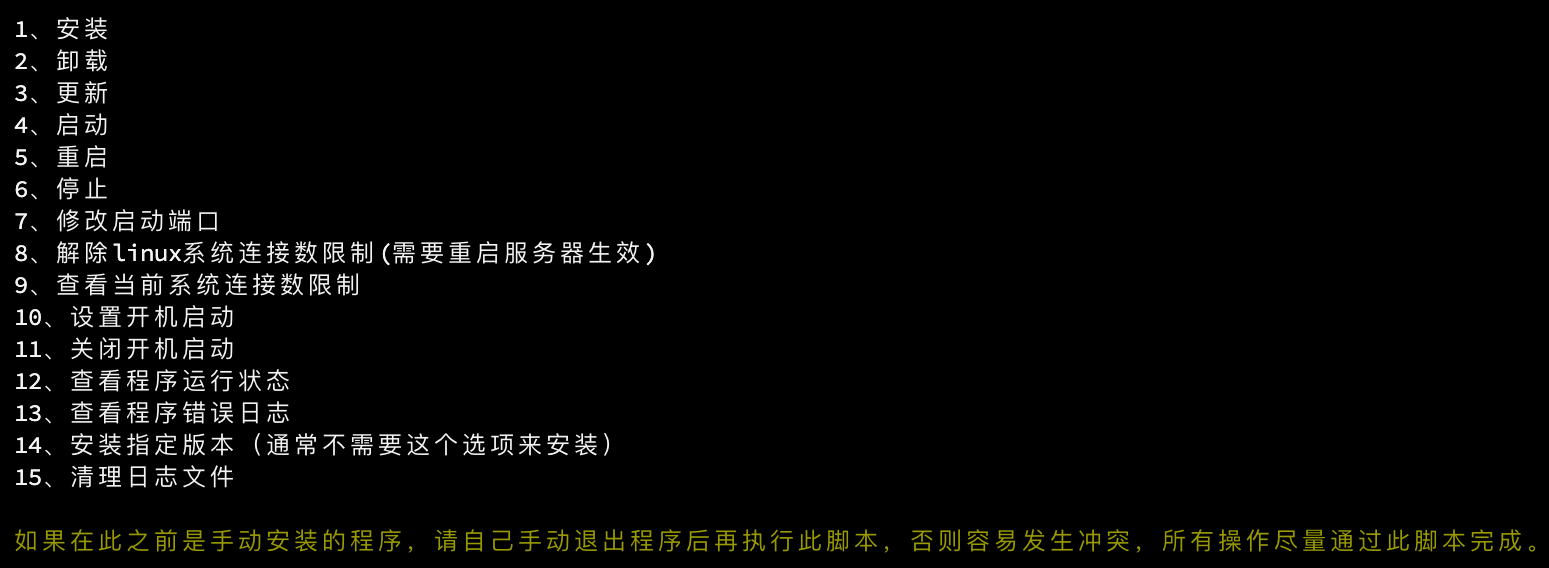 1、安装
2、卸载
3、更新
4、启动
5、重启
6、停止
7、修改启动端口
8、解除linux系统连接数限制(需要重启服务器生效)
9、查看当前系统连接数限制
10、设置开机启动
11、关闭开机启动
12、查看程序运行状态
13、查看程序错误日志
14、安装指定版本（通常不需要这个选项来安装）
15、清理日志文件
如果在此之前是手动安装的程序，请自己手动退出程序后再执行此脚本，否则容易发生冲突，所有操作尽量通过此脚本完成。